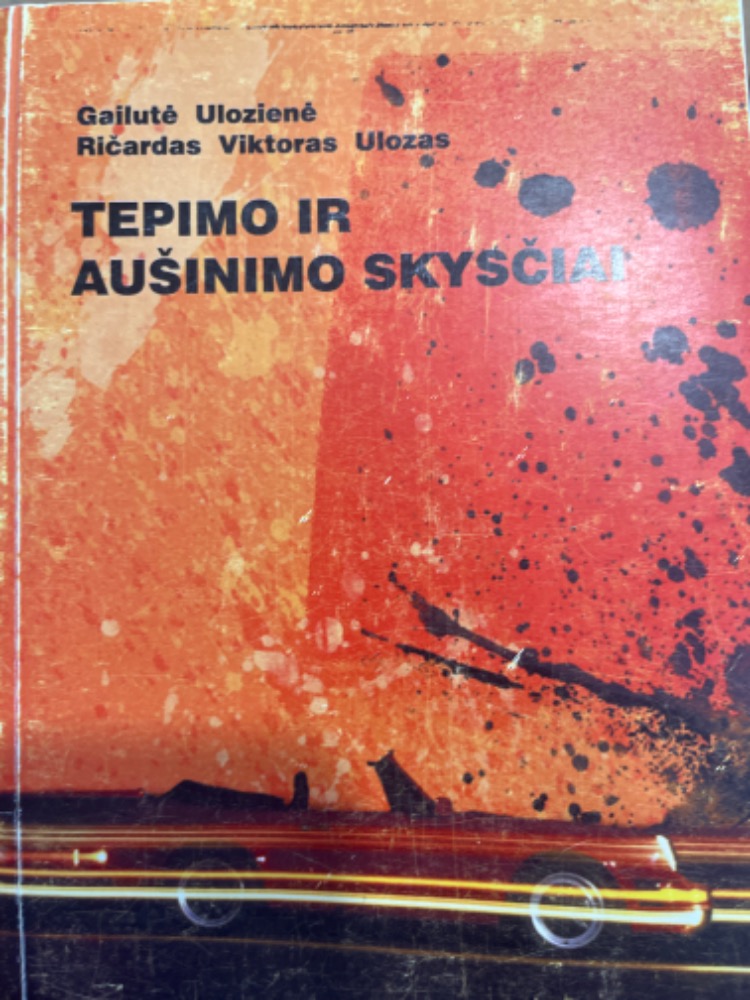 Gailutė Ulozienė
Ričardas Viktoras Ulozas
TEPIMO IR
AUŠINIMO SKYSČIAI